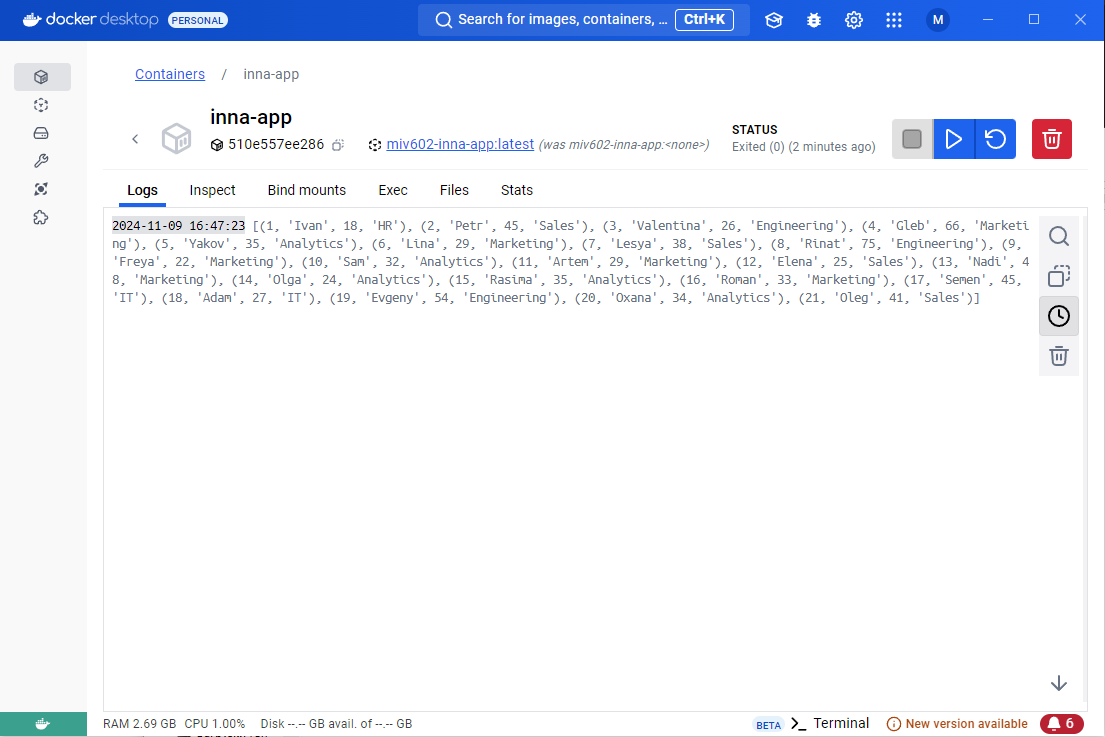 docker desktop PERSONAL Search for images, containers, ... Ctrl+K M
Containers / inna-app
inna-app
510e557ee286 miv602-inna-app:latest (was miv602-inna-app:<none>)
STATUS
Exited (0) (2 minutes ago)
Logs Inspect Bind mounts Exec Files Stats
2024-11-09 16:47:23 [(1, 'Ivan', 18, 'HR'), (2, 'Petr', 45, 'Sales'), (3, 'Valentina', 26, 'Engineering'), (4, 'Gleb', 66, 'Marketi
ng'), (5, 'Yakov', 35, 'Analytics'), (6, 'Lina', 29, 'Marketing'), (7, 'Lesya', 38, 'Sales'), (8, 'Rinat', 75, 'Engineering'), (9,
'Freya', 22, 'Marketing'), (10, 'Sam', 32, 'Analytics'), (11, 'Artem', 29, 'Marketing'), (12, 'Elena', 25, 'Sales'), (13, 'Nadi', 4
8, 'Marketing'), (14, 'Olga', 24, 'Analytics'), (15, 'Rasima', 35, 'Analytics'), (16, 'Roman', 33, 'Marketing'), (17, 'Semen', 45,
'IT'), (18, 'Adam', 27, 'IT'), (19, 'Evgeny', 54, 'Engineering'), (20, 'Oxana', 34, 'Analytics'), (21, 'Oleg', 41, 'Sales')]
RAM 2.69 GB CPU 1.00% Disk --.-- GB avail. of --.-- GB BETA >_ Terminal New version available 6